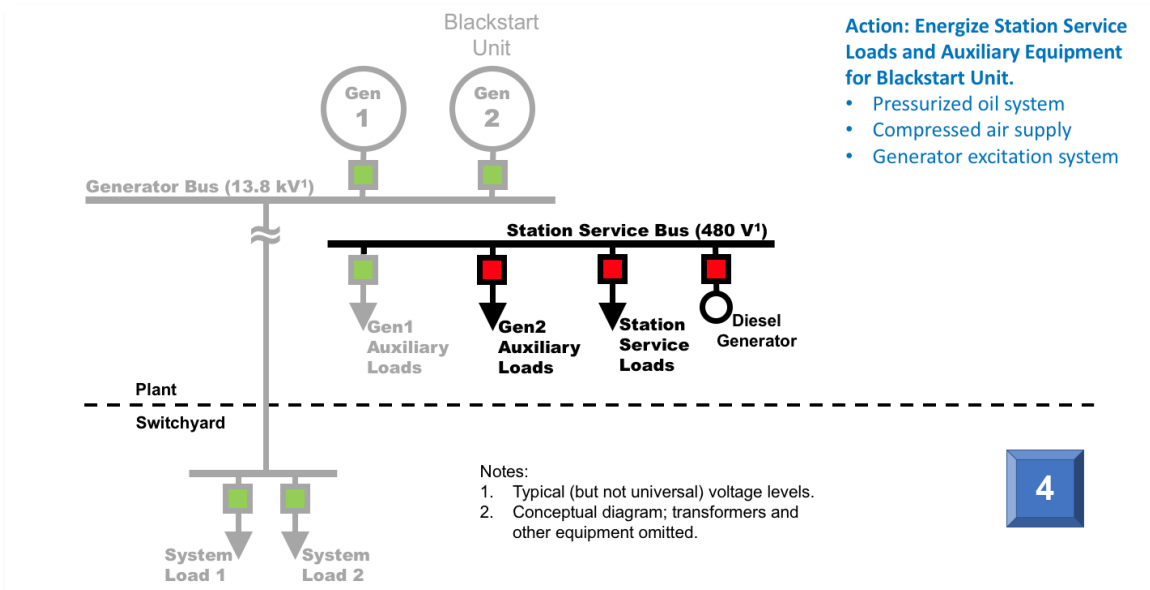 Blackstart
Unit
Action: Energize Station Service
Loads and Auxiliary Equipment
for Blackstart Unit.
• Pressurized oil system
• Compressed air supply
• Generator excitation system
Gen
1
Gen
2
Generator Bus (13.8 kV¹)
Station Service Bus (480 V¹)
Gen1
Auxiliary
Loads
Gen2
Auxiliary
Loads
Station
Service
Loads
Diesel
Generator
Plant
Switchyard
Notes:
1. Typical (but not universal) voltage levels.
2. Conceptual diagram; transformers and
other equipment omitted.
4
System
Load 1
System
Load 2